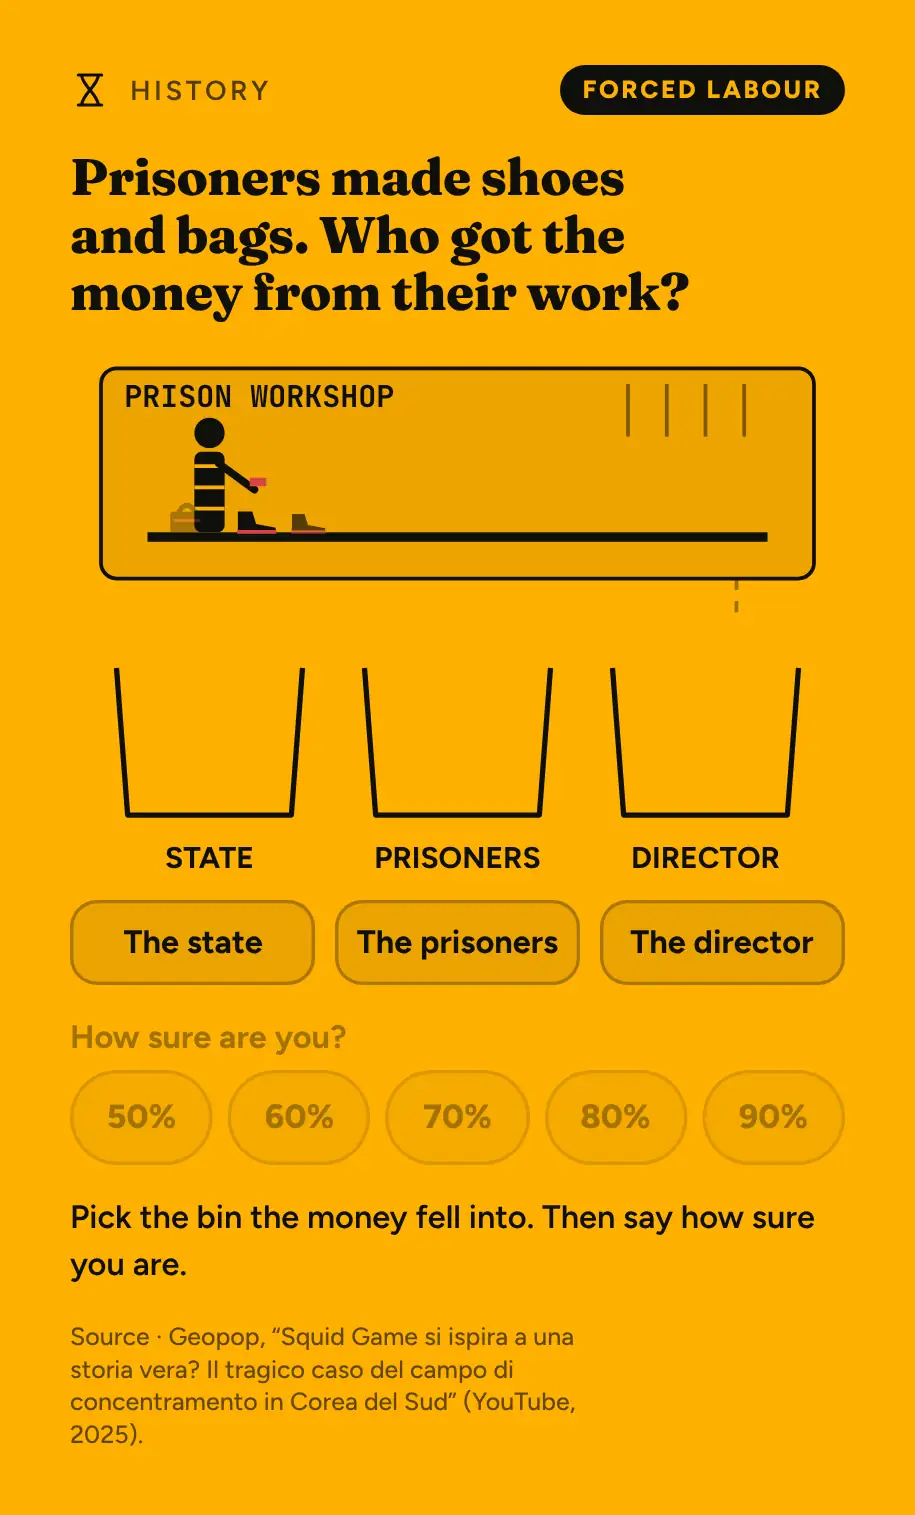 HISTORY
FORCED LABOUR
Prisoners made shoes
and bags. Who got the
money from their work?
PRISON WORKSHOP
STATE
PRISONERS
DIRECTOR
The state
The prisoners
The director
How sure are you?
50%
60%
70%
80%
90%
Pick the bin the money fell into. Then say how sure
you are.
Source · Geopop, “Squid Game si ispira a una
storia vera? Il tragico caso del campo di
concentramento in Corea del Sud” (YouTube,
2025).